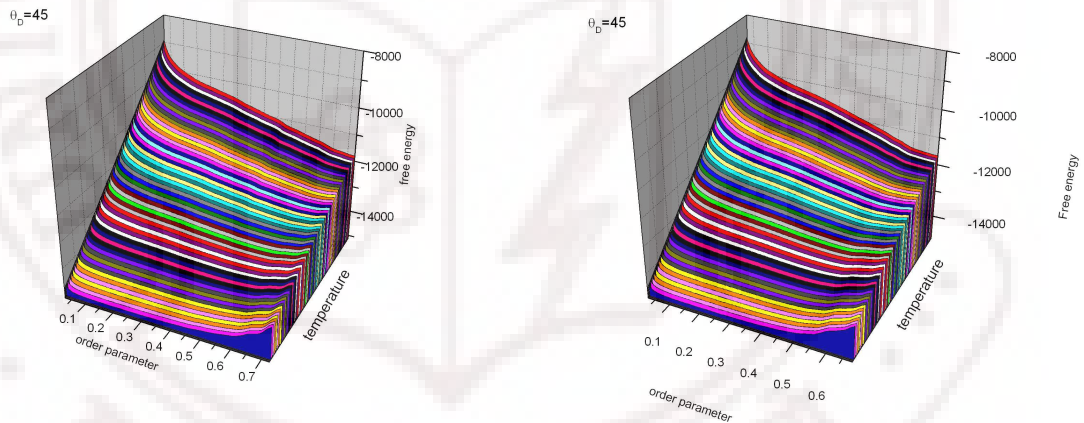 θD=45
-8000
-10000
-12000
-14000
free energy
temperature
0.1
0.2
0.3
0.4
0.5
0.6
0.7
order parameter
θD=45
-8000
-10000
-12000
-14000
Free energy
temperature
0.1
0.2
0.3
0.4
0.5
0.6
order parameter